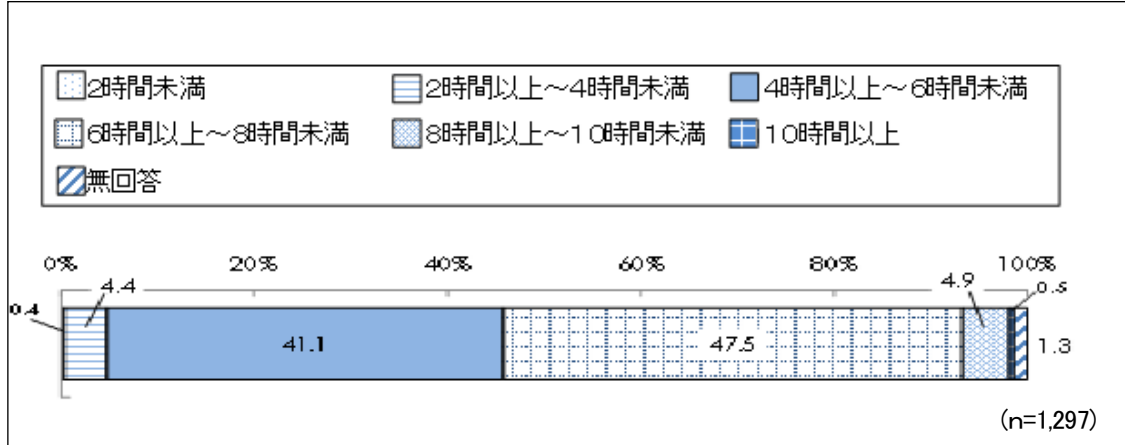 2時間未満 2時間以上~4時間未満 4時間以上~6時間未満
6時間以上~8時間未満 8時間以上~10時間未満 10時間以上
無回答
0% 20% 40% 60% 80% 100%
4.4 4.9 0.5
0.4
41.1 47.5 1.3
(n=1,297)